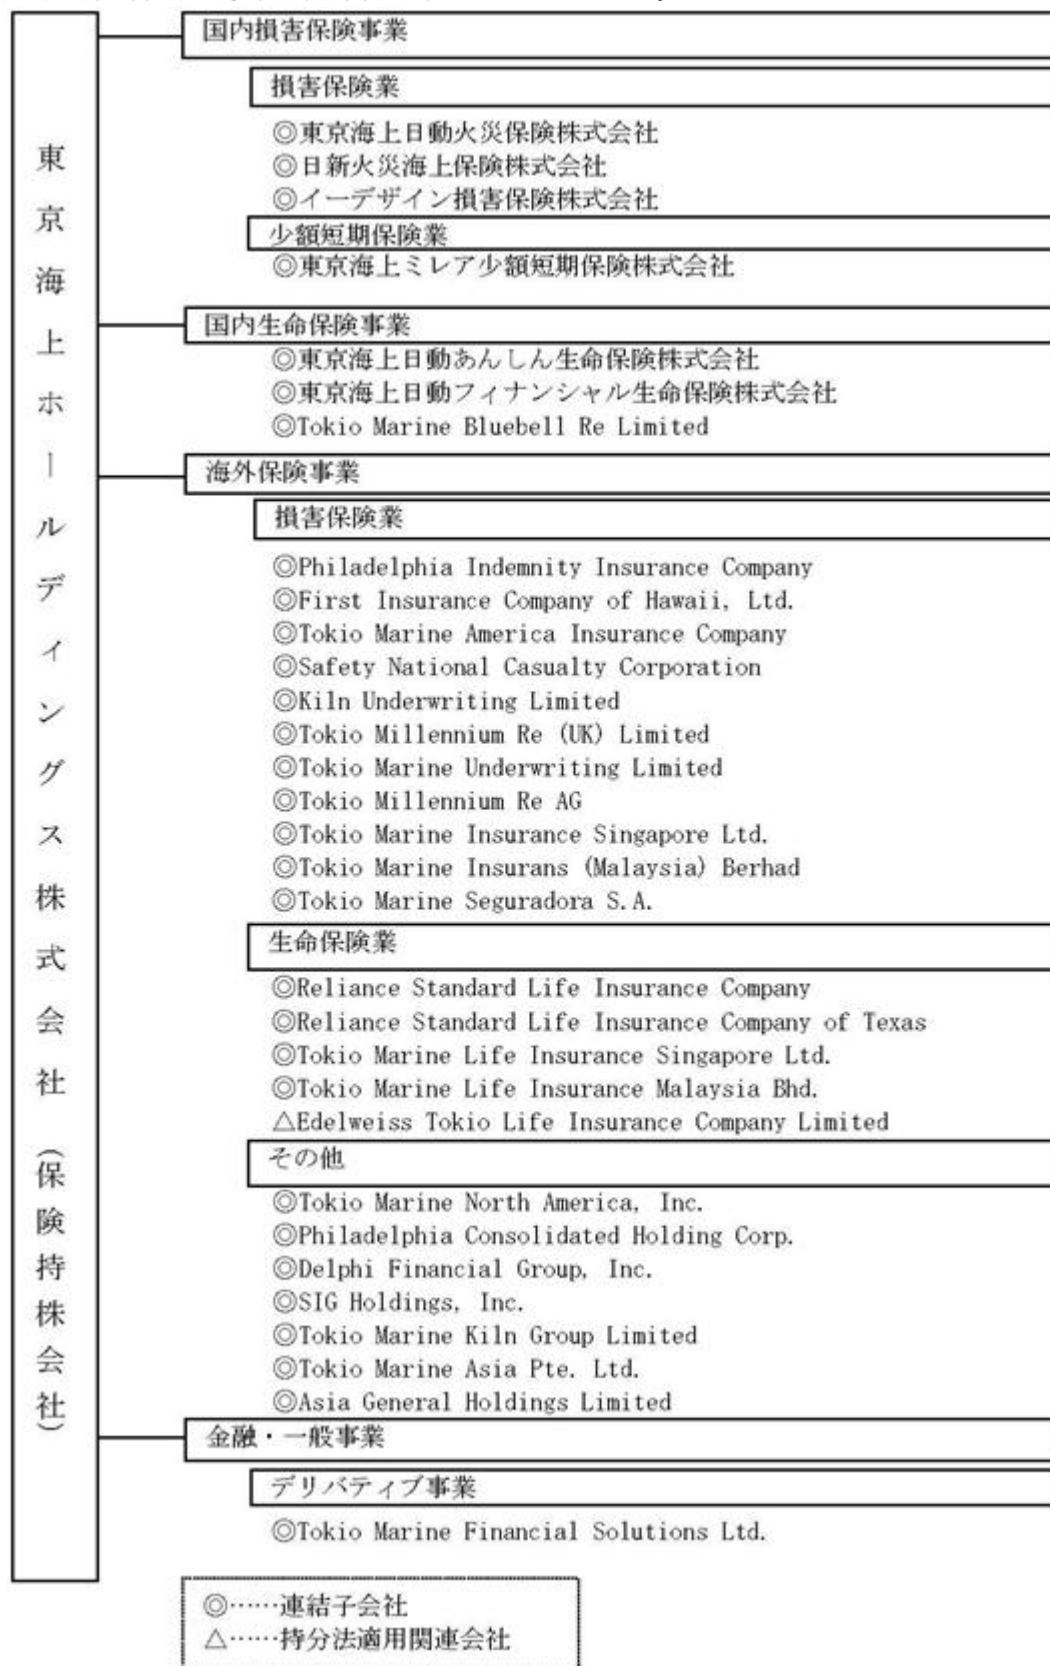 東京海上ホールディングス株式会社（保険持株会社）
国内損害保険事業
損害保険業
◎東京海上日動火災保険株式会社
◎日新火災海上保険株式会社
◎イーデザイン損害保険株式会社
少額短期保険業
◎東京海上ミレア少額短期保険株式会社
国内生命保険事業
◎東京海上日動あんしん生命保険株式会社
◎東京海上日動フィナンシャル生命保険株式会社
◎Tokio Marine Bluebell Re Limited
海外保険事業
損害保険業
◎Philadelphia Indemnity Insurance Company
◎First Insurance Company of Hawaii, Ltd.
◎Tokio Marine America Insurance Company
◎Safety National Casualty Corporation
◎Kiln Underwriting Limited
◎Tokio Millennium Re (UK) Limited
◎Tokio Marine Underwriting Limited
◎Tokio Millennium Re AG
◎Tokio Marine Insurance Singapore Ltd.
◎Tokio Marine Insurans (Malaysia) Berhad
◎Tokio Marine Seguradora S.A.
生命保険業
◎Reliance Standard Life Insurance Company
◎Reliance Standard Life Insurance Company of Texas
◎Tokio Marine Life Insurance Singapore Ltd.
◎Tokio Marine Life Insurance Malaysia Bhd.
△Edelweiss Tokio Life Insurance Company Limited
その他
◎Tokio Marine North America, Inc.
◎Philadelphia Consolidated Holding Corp.
◎Delphi Financial Group, Inc.
◎SIG Holdings, Inc.
◎Tokio Marine Kiln Group Limited
◎Tokio Marine Asia Pte. Ltd.
◎Asia General Holdings Limited
金融・一般事業
デリバティブ事業
◎Tokio Marine Financial Solutions Ltd.
◎……連結子会社
△……持分法適用関連会社